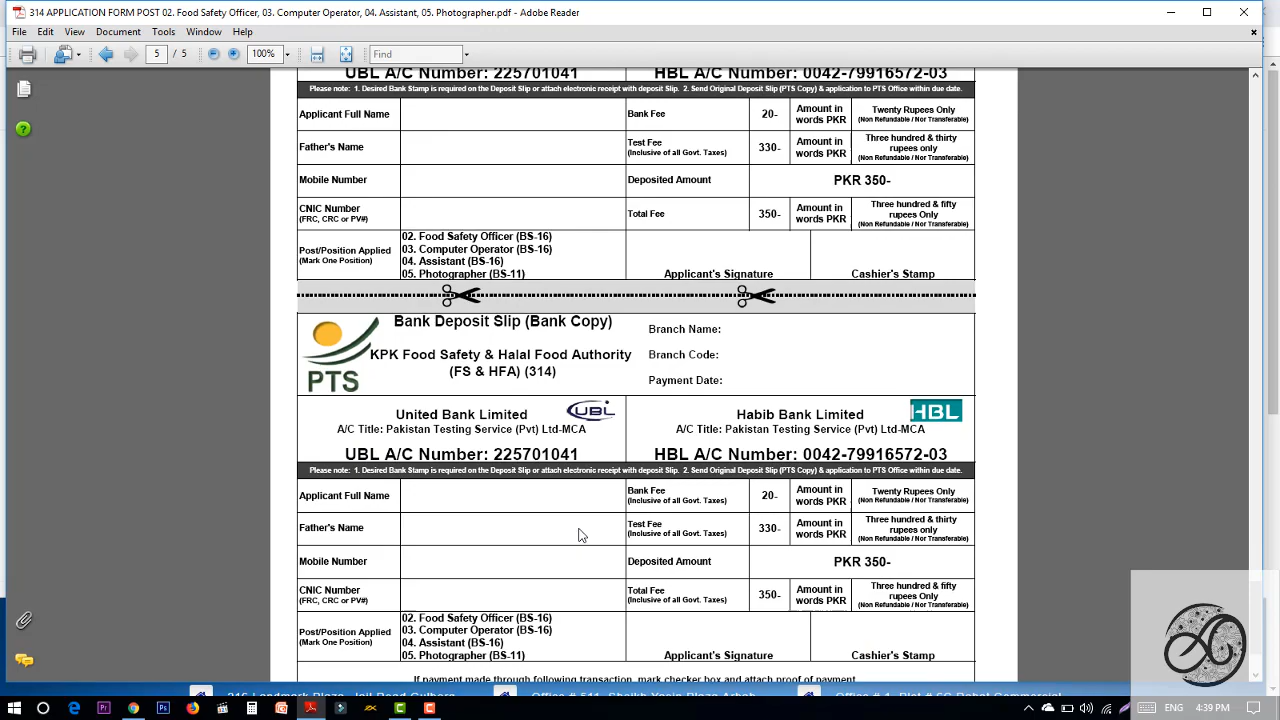 314 APPLICATION FORM POST 02. Food Safety Officer, 03. Computer Operator, 04. Assistant, 05. Photographer.pdf - Adobe Reader
File Edit View Document Tools Window Help
5 / 5 100% Find
UBL A/C Number: 225701041 HBL A/C Number: 0042-79916572-03
Please note: 1. Desired Bank Stamp is required on the Deposit Slip or attach electronic receipt with deposit Slip. 2. Send Original Deposit Slip (PTS Copy) & application to PTS Office within due date.
Applicant Full Name Bank Fee 20- Amount in words PKR Twenty Rupees Only
(Non Refundable / Nor Transferable)
Father's Name Test Fee 330- Amount in words PKR Three hundred & thirty rupees only
(Inclusive of all Govt. Taxes) (Non Refundable / Nor Transferable)
Mobile Number Deposited Amount PKR 350-
CNIC Number Total Fee 350- Amount in words PKR Three hundred & fifty rupees Only
(FRC, CRC or PV#) (Non Refundable / Nor Transferable)
02. Food Safety Officer (BS-16)
Post/Position Applied 03. Computer Operator (BS-16)
(Mark One Position) 04. Assistant (BS-16)
05. Photographer (BS-11) Applicant's Signature Cashier's Stamp
Bank Deposit Slip (Bank Copy) Branch Name:
KPK Food Safety & Halal Food Authority Branch Code:
(FS & HFA) (314) Payment Date:
PTS
United Bank Limited UBL Habib Bank Limited HBL
A/C Title: Pakistan Testing Service (Pvt) Ltd-MCA A/C Title: Pakistan Testing Service (Pvt) Ltd-MCA
UBL A/C Number: 225701041 HBL A/C Number: 0042-79916572-03
Please note: 1. Desired Bank Stamp is required on the Deposit Slip or attach electronic receipt with deposit Slip. 2. Send Original Deposit Slip (PTS Copy) & application to PTS Office within due date.
Applicant Full Name Bank Fee 20- Amount in words PKR Twenty Rupees Only
(Inclusive of all Govt. Taxes) (Non Refundable / Nor Transferable)
Father's Name Test Fee 330- Amount in words PKR Three hundred & thirty rupees only
(Inclusive of all Govt. Taxes) (Non Refundable / Nor Transferable)
Mobile Number Deposited Amount PKR 350-
CNIC Number Total Fee 350- Amount in words PKR Three hundred & fifty rupees Only
(FRC, CRC or PV#) (Inclusive of all Govt. Taxes) (Non Refundable / Nor Transferable)
02. Food Safety Officer (BS-16)
Post/Position Applied 03. Computer Operator (BS-16)
(Mark One Position) 04. Assistant (BS-16)
05. Photographer (BS-11) Applicant's Signature Cashier's Stamp
If payment made through following transaction, mark checker box and attach proof of payment
ENG 4:39 PM